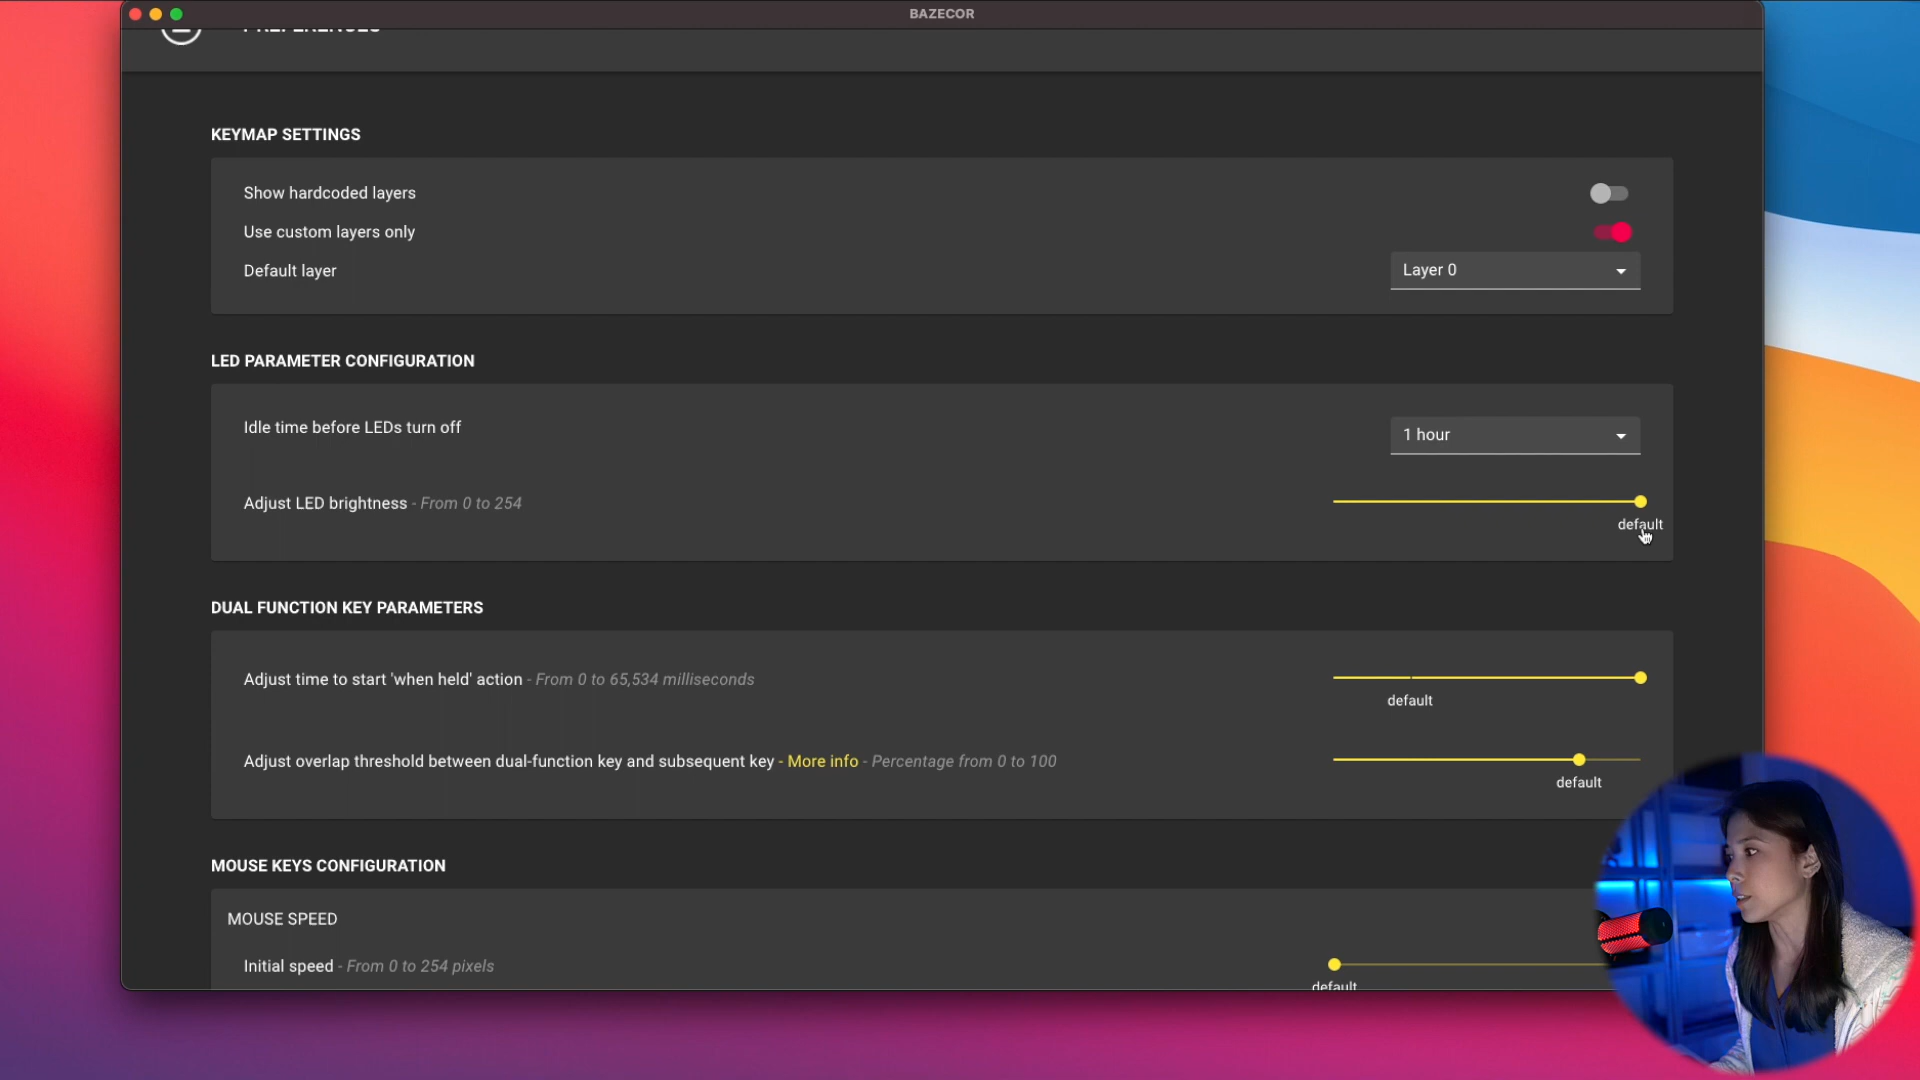 BAZECOR
PREFERENCES
KEYMAP SETTINGS
Show hardcoded layers
Use custom layers only
Default layer
Layer 0
LED PARAMETER CONFIGURATION
Idle time before LEDs turn off
1 hour
Adjust LED brightness - From 0 to 254
default
DUAL FUNCTION KEY PARAMETERS
Adjust time to start 'when held' action - From 0 to 65,534 milliseconds
default
Adjust overlap threshold between dual-function key and subsequent key - More info - Percentage from 0 to 100
default
MOUSE KEYS CONFIGURATION
MOUSE SPEED
Initial speed - From 0 to 254 pixels
default